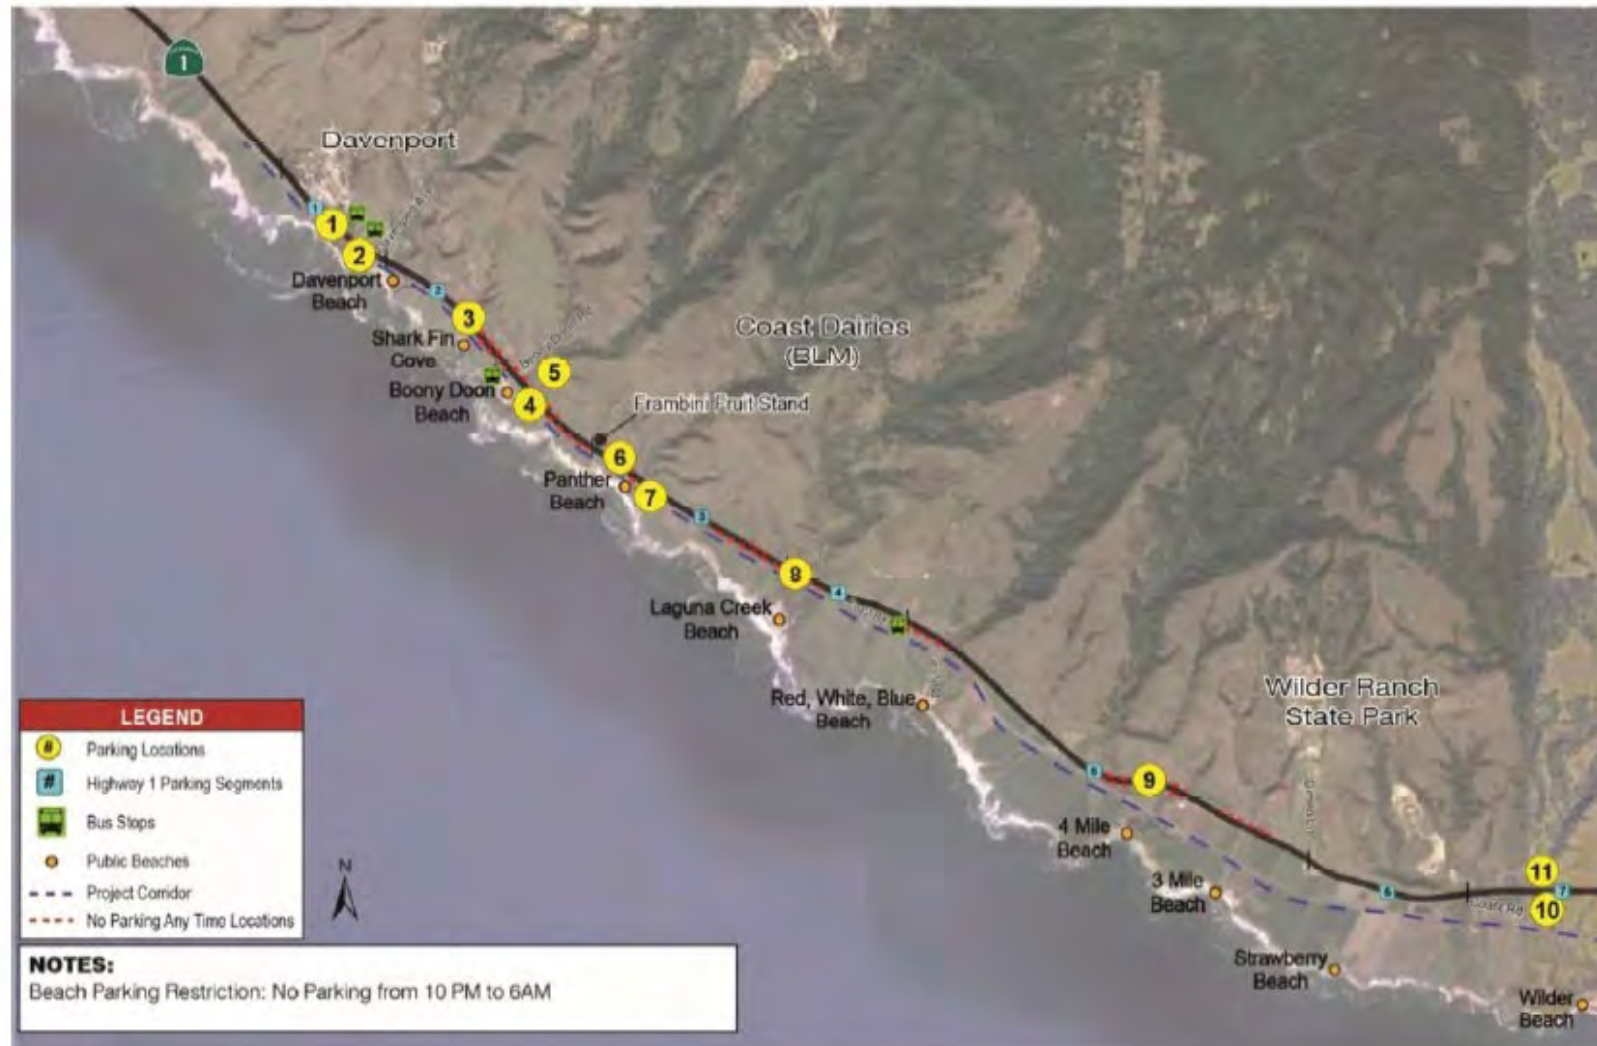 1
Davenport
1
1
2
Davenport
Beach
2
3
Shark Fin
Cove
5
Boony Doon
Beach
4
Coast Dairies
(BLM)
Frambini Fruit Stand
6
Panther
Beach
7
3
8
4
Laguna Creek
Beach
Red, White, Blue
Beach
Wilder Ranch
State Park
9
4 Mile
Beach
3 Mile
Beach
11
7
10
Coast Rd
Strawberry
Beach
Wilder
Beach
N
LEGEND
# Parking Locations
# Highway 1 Parking Segments
Bus Stops
Public Beaches
Project Corridor
No Parking Any Time Locations
NOTES:
Beach Parking Restriction: No Parking from 10 PM to 6AM